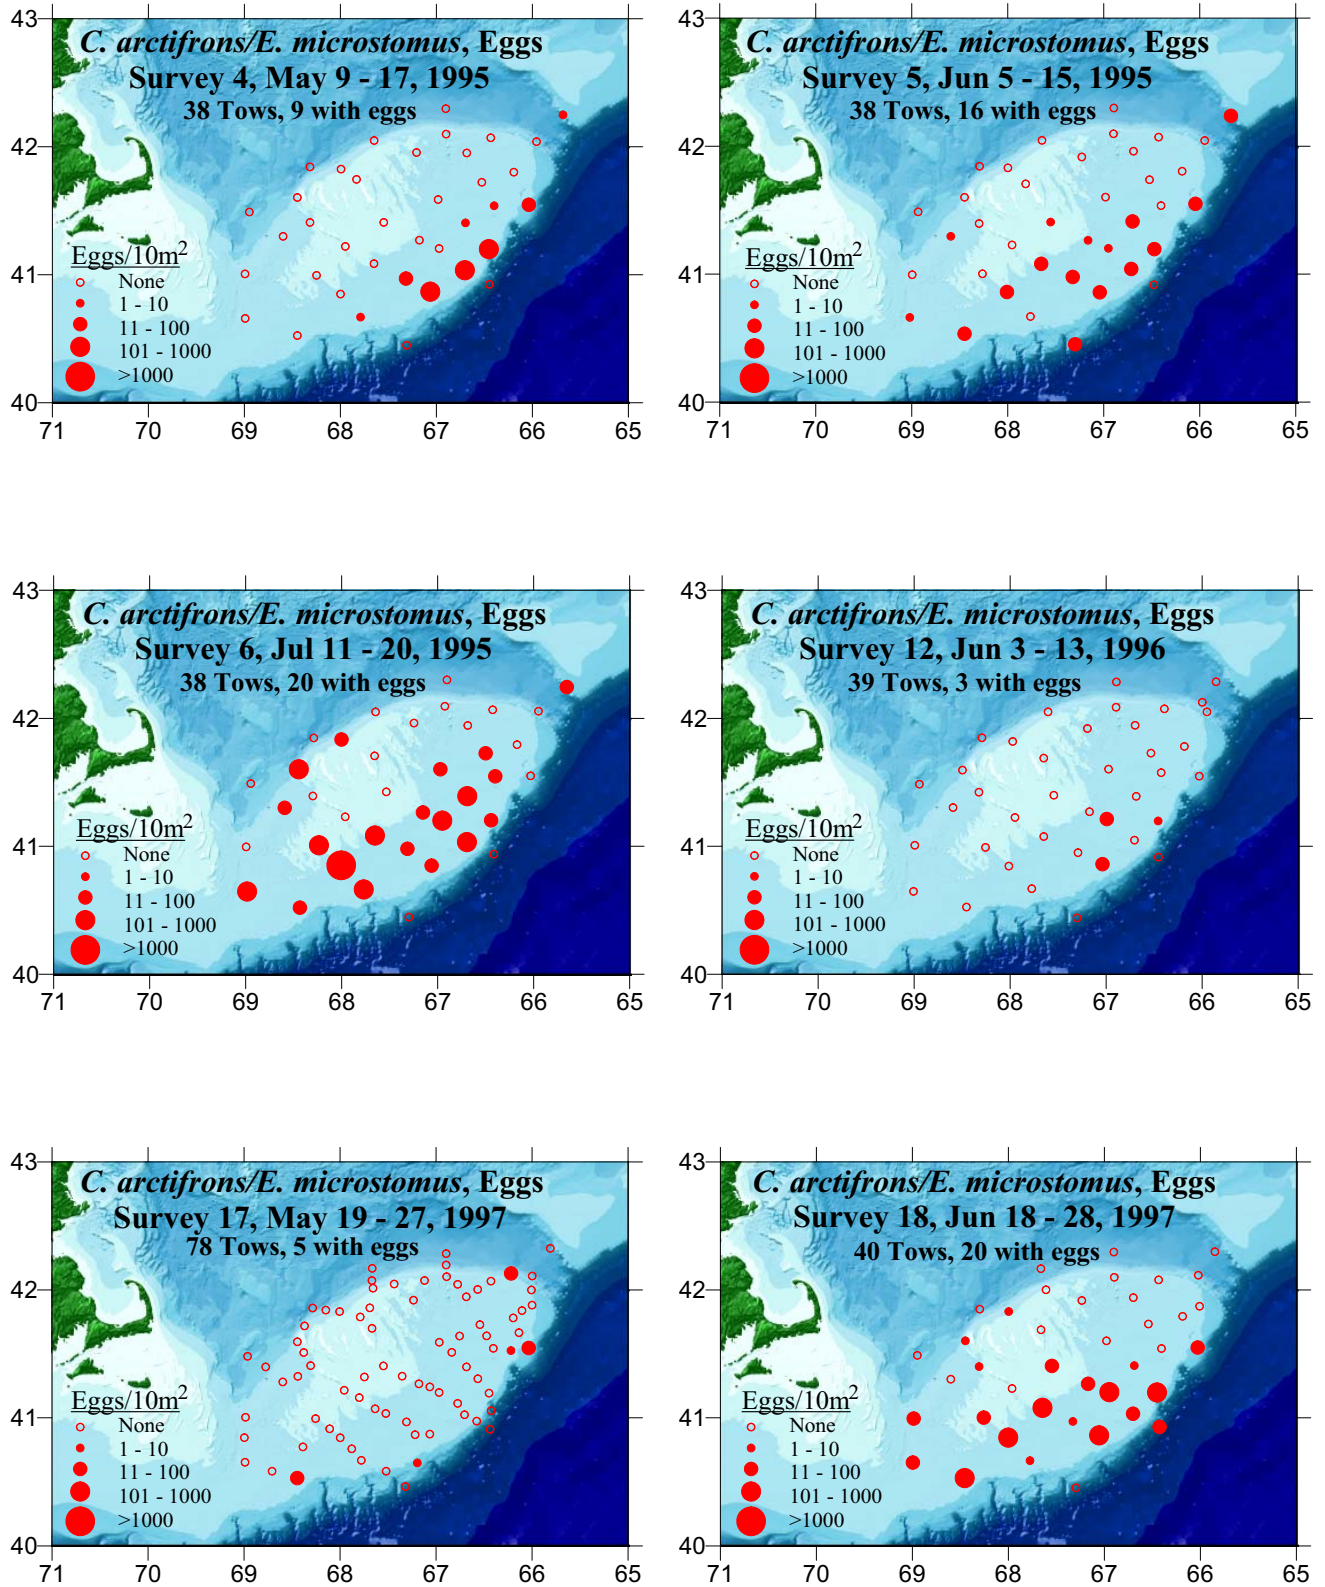 C. arctifrons/E. microstomus, Eggs
Survey 4, May 9 - 17, 1995
38 Tows, 9 with eggs
Eggs/10m²
None
1 - 10
11 - 100
101 - 1000
>1000
43
42
41
40
71 70 69 68 67 66 65
C. arctifrons/E. microstomus, Eggs
Survey 5, Jun 5 - 15, 1995
38 Tows, 16 with eggs
Eggs/10m²
None
1 - 10
11 - 100
101 - 1000
>1000
43
42
41
40
71 70 69 68 67 66 65
C. arctifrons/E. microstomus, Eggs
Survey 6, Jul 11 - 20, 1995
38 Tows, 20 with eggs
Eggs/10m²
None
1 - 10
11 - 100
101 - 1000
>1000
43
42
41
40
71 70 69 68 67 66 65
C. arctifrons/E. microstomus, Eggs
Survey 12, Jun 3 - 13, 1996
39 Tows, 3 with eggs
Eggs/10m²
None
1 - 10
11 - 100
101 - 1000
>1000
43
42
41
40
71 70 69 68 67 66 65
C. arctifrons/E. microstomus, Eggs
Survey 17, May 19 - 27, 1997
78 Tows, 5 with eggs
Eggs/10m²
None
1 - 10
11 - 100
101 - 1000
>1000
43
42
41
40
71 70 69 68 67 66 65
C. arctifrons/E. microstomus, Eggs
Survey 18, Jun 18 - 28, 1997
40 Tows, 20 with eggs
Eggs/10m²
None
1 - 10
11 - 100
101 - 1000
>1000
43
42
41
40
71 70 69 68 67 66 65